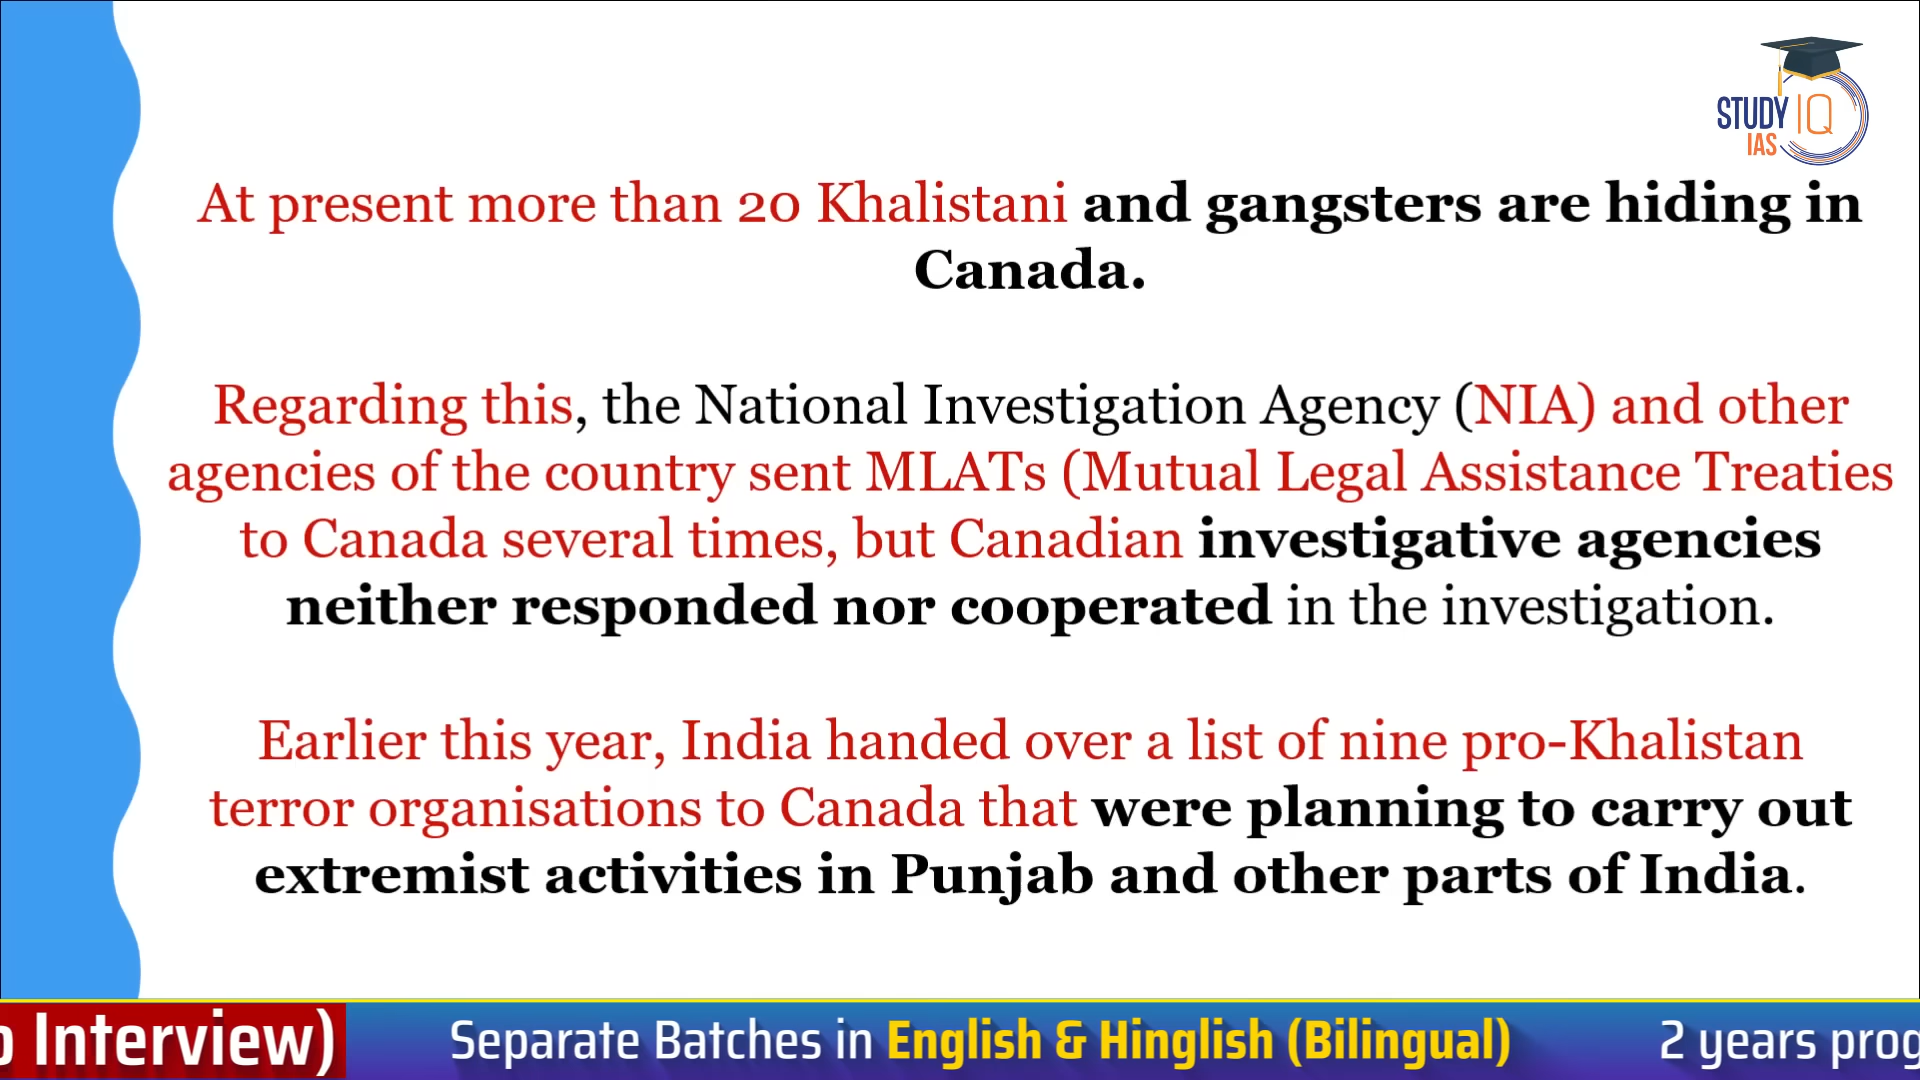 STUDY IQ
IAS
At present more than 20 Khalistani and gangsters are hiding in
Canada.
Regarding this, the National Investigation Agency (NIA) and other
agencies of the country sent MLATs (Mutual Legal Assistance Treaties
to Canada several times, but Canadian investigative agencies
neither responded nor cooperated in the investigation.
Earlier this year, India handed over a list of nine pro-Khalistan
terror organisations to Canada that were planning to carry out
extremist activities in Punjab and other parts of India.
o Interview) Separate Batches in English & Hinglish (Bilingual) 2 years prog